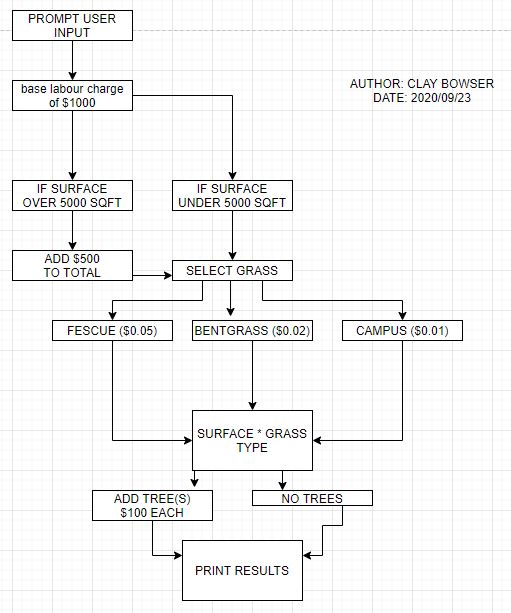 PROMPT USER
INPUT
base labour charge
of $1000
AUTHOR: CLAY BOWSER
DATE: 2020/09/23
IF SURFACE
OVER 5000 SQFT
IF SURFACE
UNDER 5000 SQFT
ADD $500
TO TOTAL
SELECT GRASS
FESCUE ($0.05)
BENTGRASS ($0.02)
CAMPUS ($0.01)
SURFACE * GRASS
TYPE
ADD TREE(S)
$100 EACH
NO TREES
PRINT RESULTS